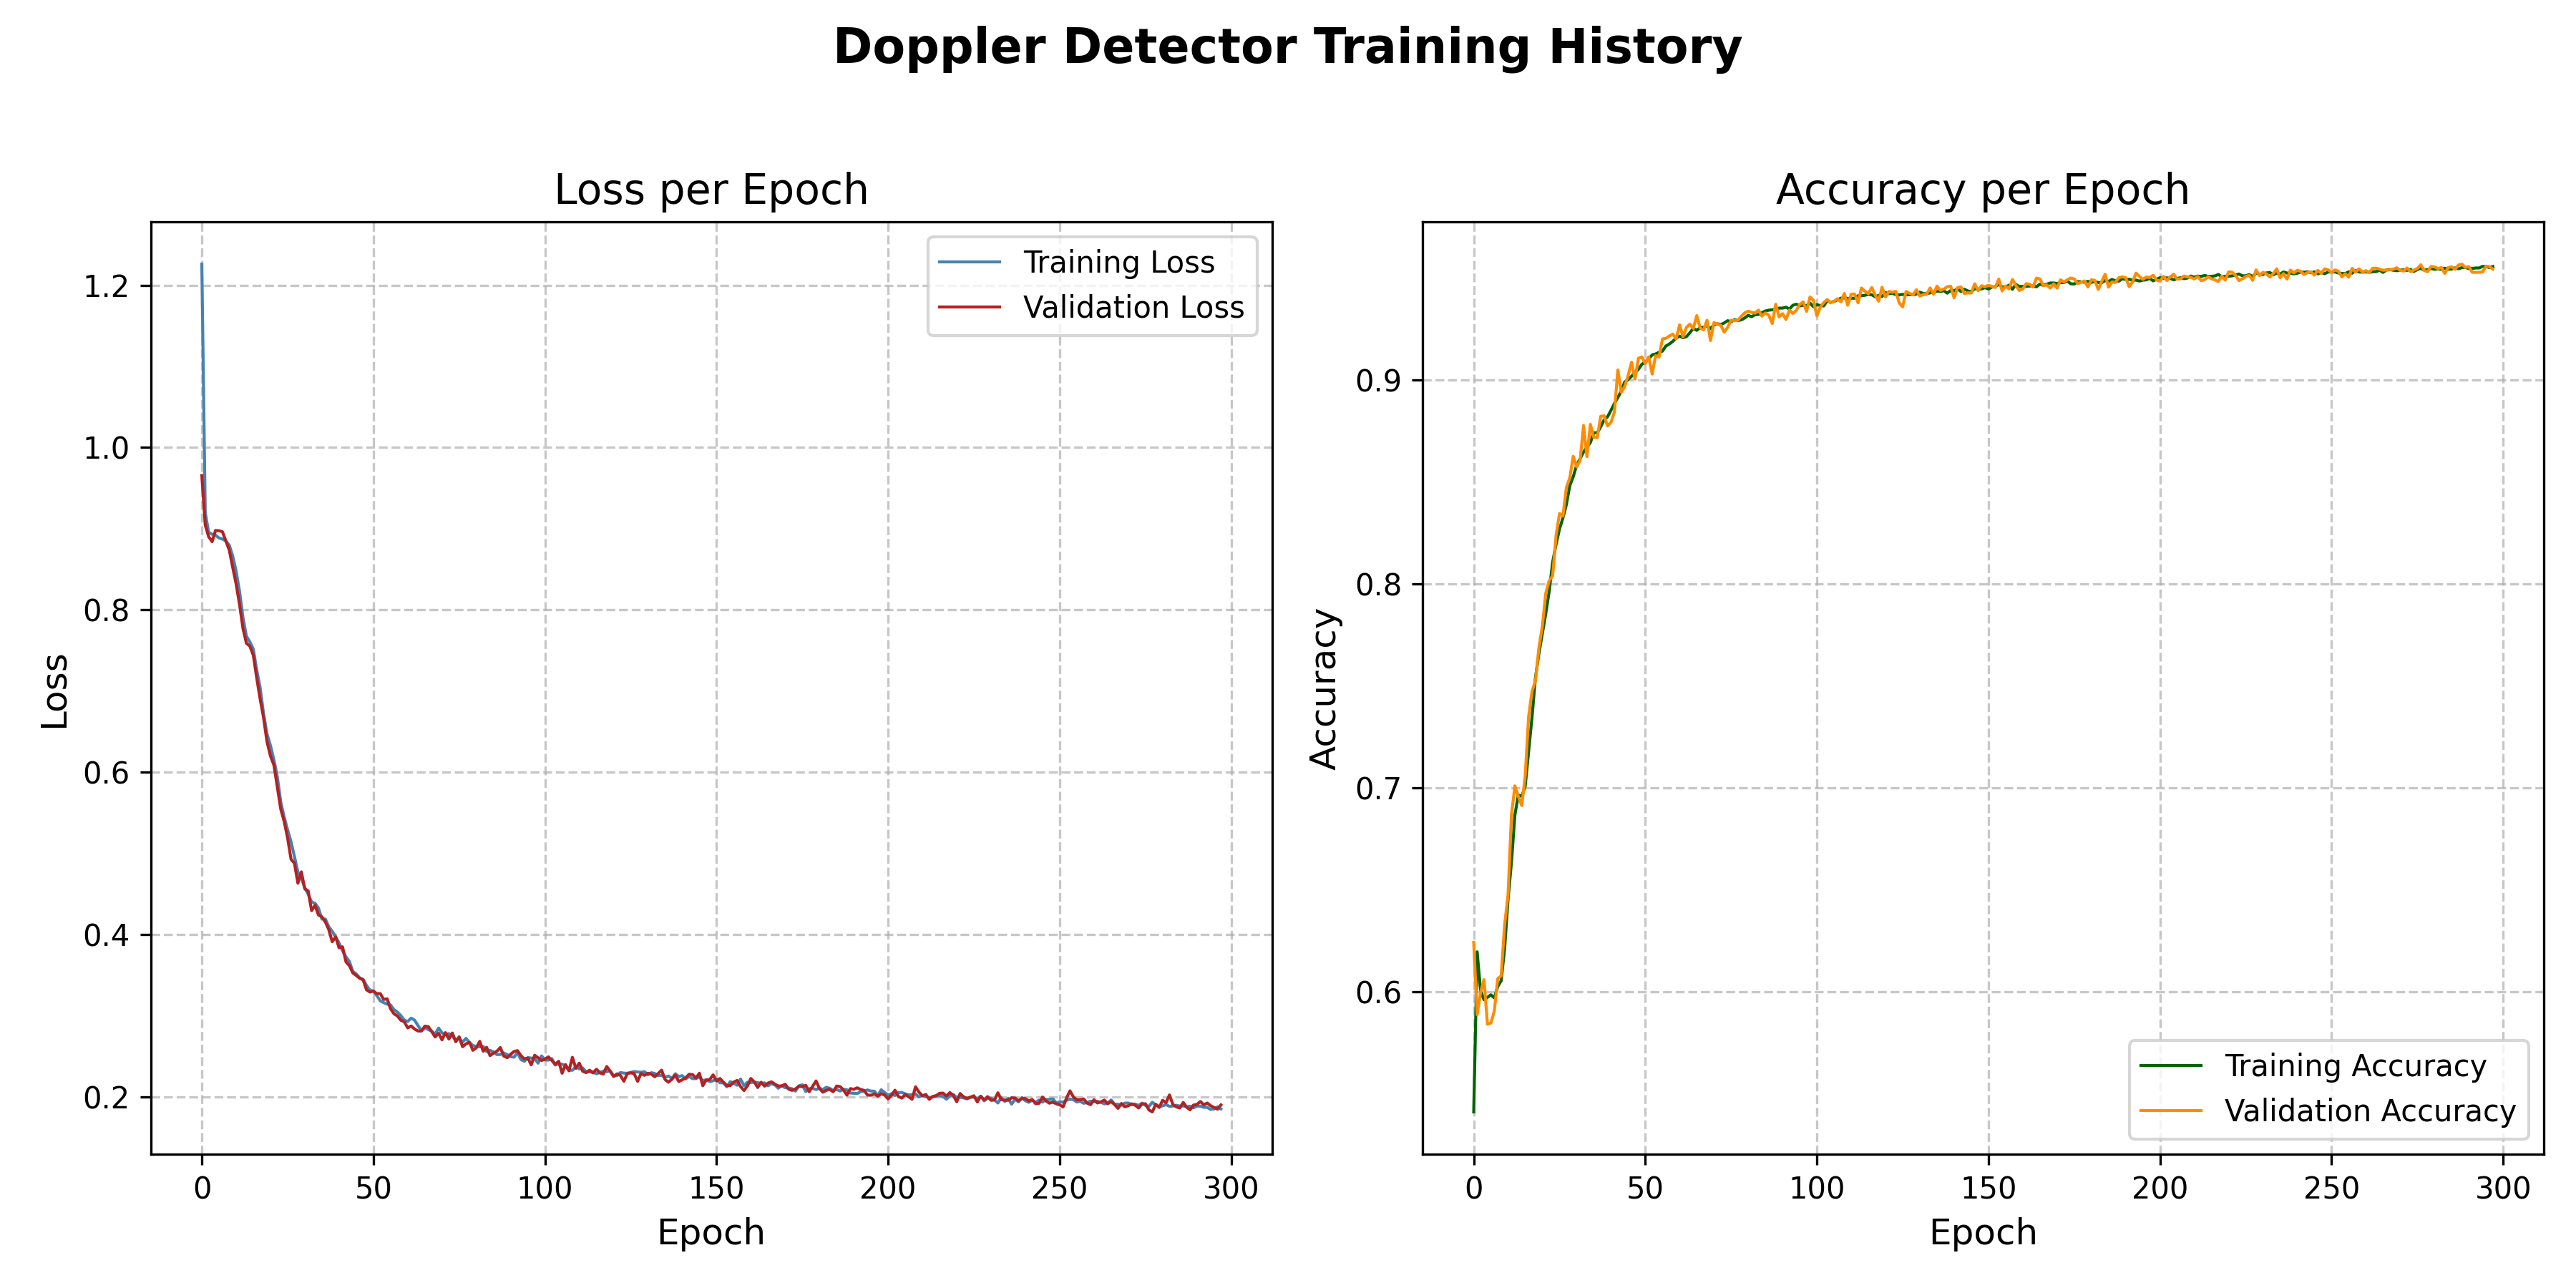 Doppler Detector Training History
Loss per Epoch
Training Loss
Validation Loss
1.2
1.0
0.8
0.6
0.4
0.2
Loss
0 50 100 150 200 250 300
Epoch
Accuracy per Epoch
0.9
0.8
0.7
0.6
Accuracy
Training Accuracy
Validation Accuracy
0 50 100 150 200 250 300
Epoch